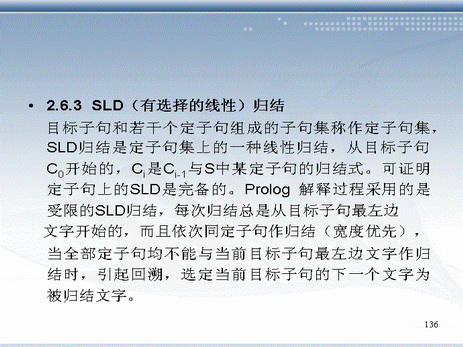 • 2.6.3 SLD（有选择的线性）归结
目标子句和若干个定子句组成的子句集称作定子句集，
SLD归结是定子句集上的一种线性归结，从目标子句
C0开始的，Ci是Ci-1与S中某定子句的归结式。可证明
定子句上的SLD是完备的。Prolog 解释过程采用的是
受限的SLD归结，每次归结总是从目标子句最左边
文字开始的，而且依次同定子句作归结（宽度优先），
当全部定子句均不能与当前目标子句最左边文字作归
结时，引起回溯，选定当前目标子句的下一个文字为
被归结文字。
136